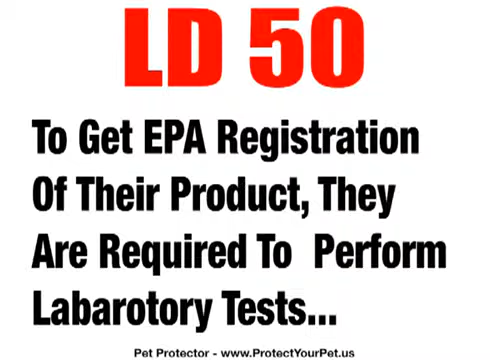 LD 50
To Get EPA Registration
Of Their Product, They
Are Required To Perform
Labarotory Tests...
Pet Protector - www.ProtectYourPet.us